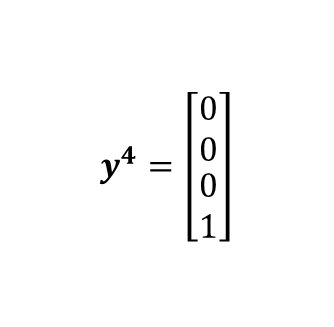 y⁴ = [0
0
0
1]